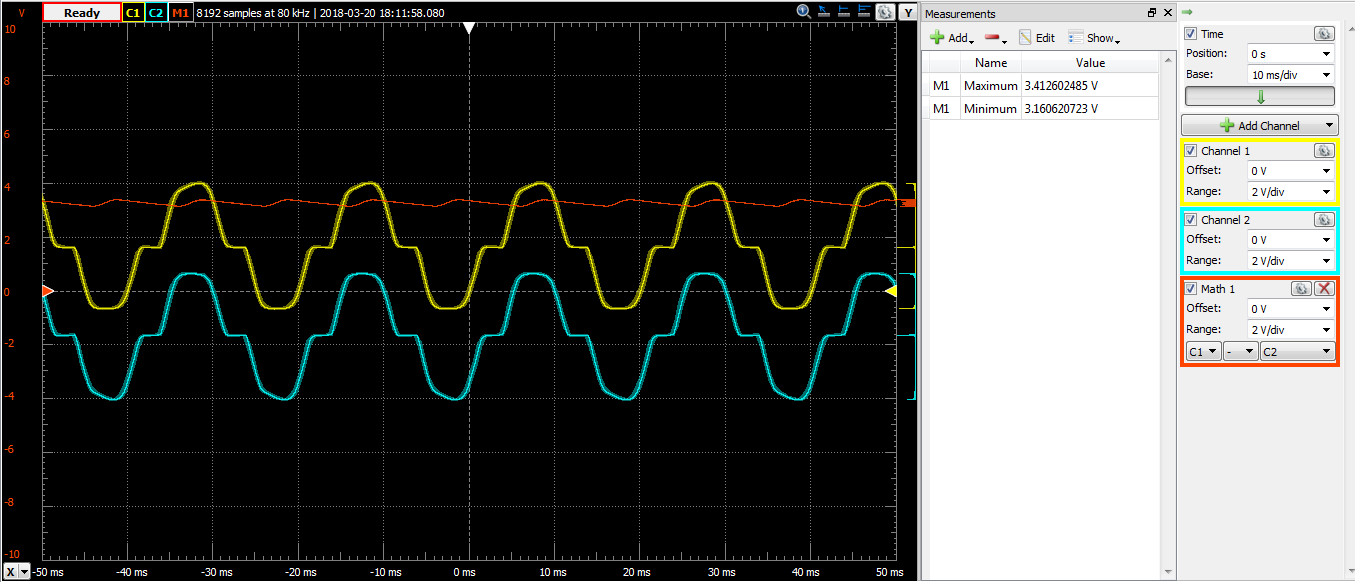 V Ready C1 C2 M1 8192 samples at 80 kHz | 2018-03-20 18:11:58.080 Y
10
8
6
4
2
0
-2
-4
-6
-8
-10
X -50 ms -40 ms -30 ms -20 ms -10 ms 0 ms 10 ms 20 ms 30 ms 40 ms 50 ms
Measurements
Add Edit Show
Name Value
M1 Maximum 3.412602485 V
M1 Minimum 3.160620723 V
Time
Position: 0 s
Base: 10 ms/div
Add Channel
Channel 1
Offset: 0 V
Range: 2 V/div
Channel 2
Offset: 0 V
Range: 2 V/div
Math 1
Offset: 0 V
Range: 2 V/div
C1 - C2